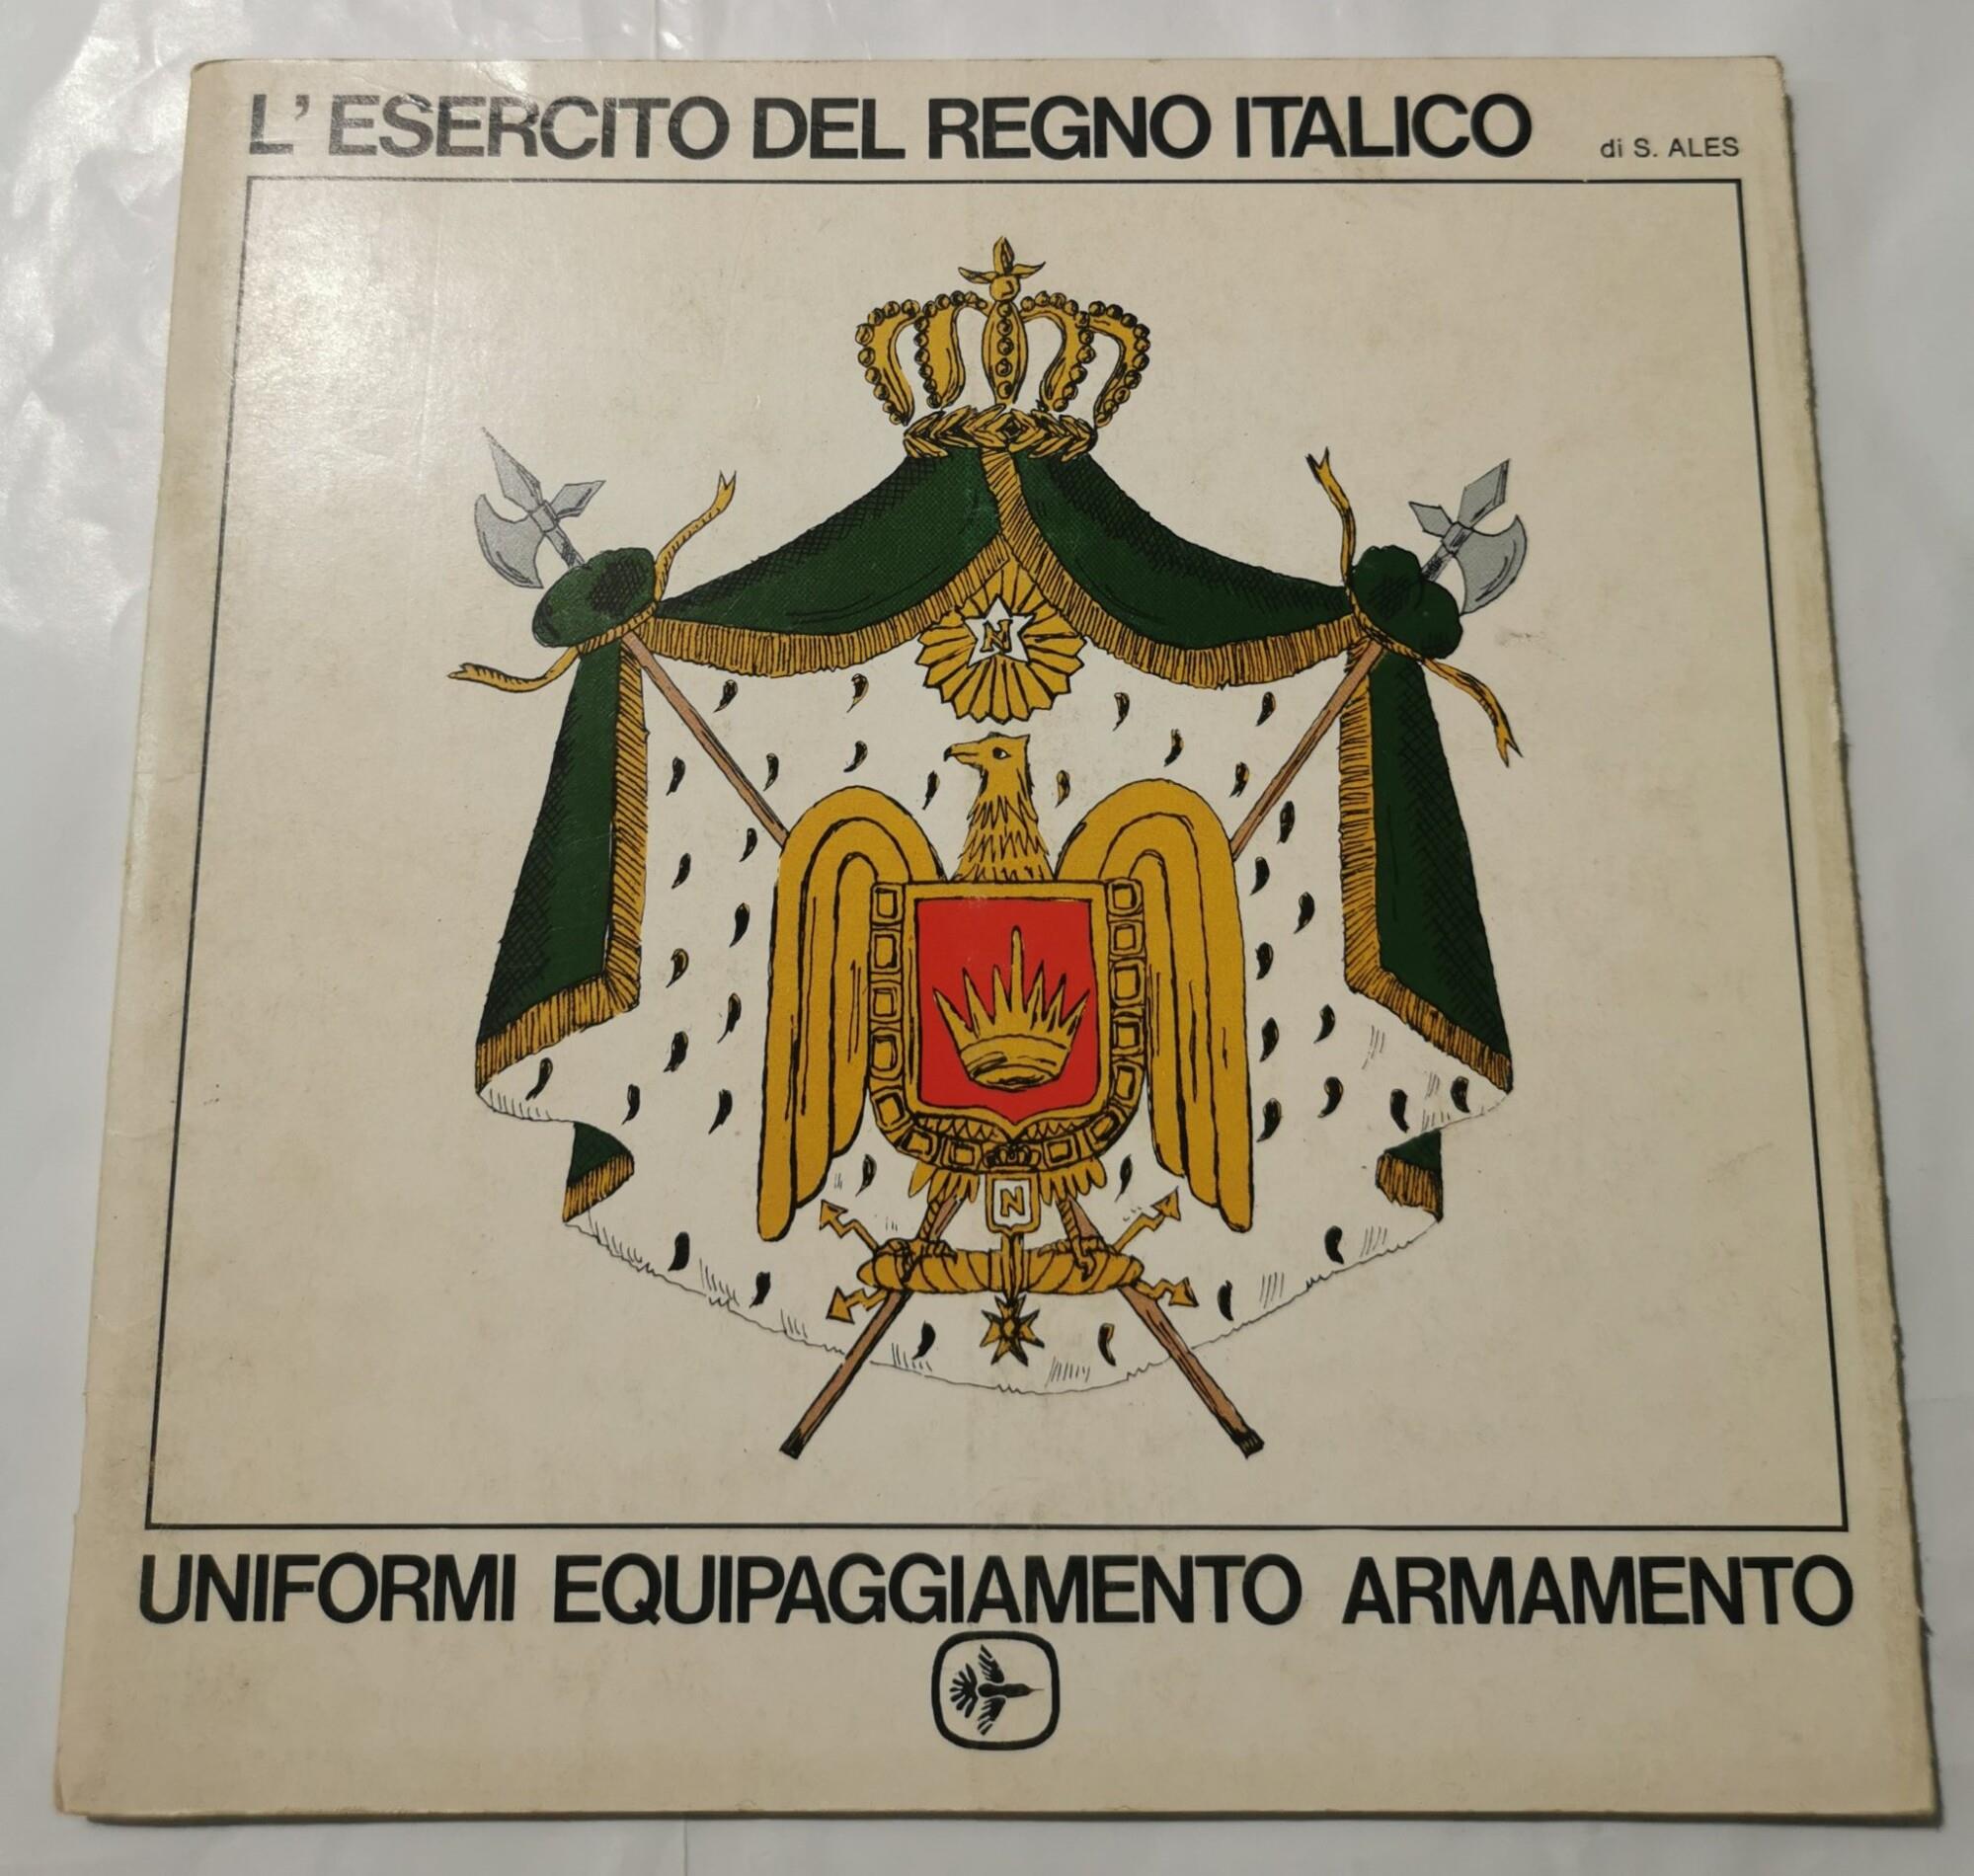 L'ESERCITO DEL REGNO ITALICO di S. ALES
N
N
UNIFORMI EQUIPAGGIAMENTO ARMAMENTO